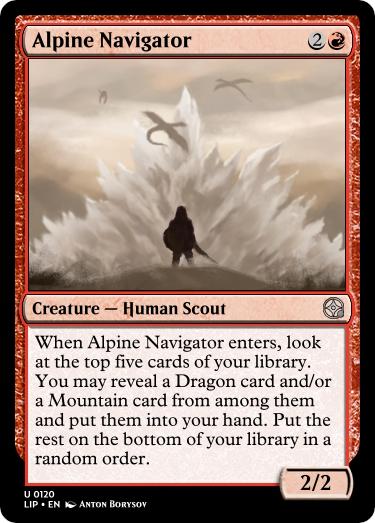 Alpine Navigator 2
Creature — Human Scout
When Alpine Navigator enters, look
at the top five cards of your library.
You may reveal a Dragon card and/or
a Mountain card from among them
and put them into your hand. Put the
rest on the bottom of your library in a
random order.
2/2
U 0120
LIP • EN Anton Borysov